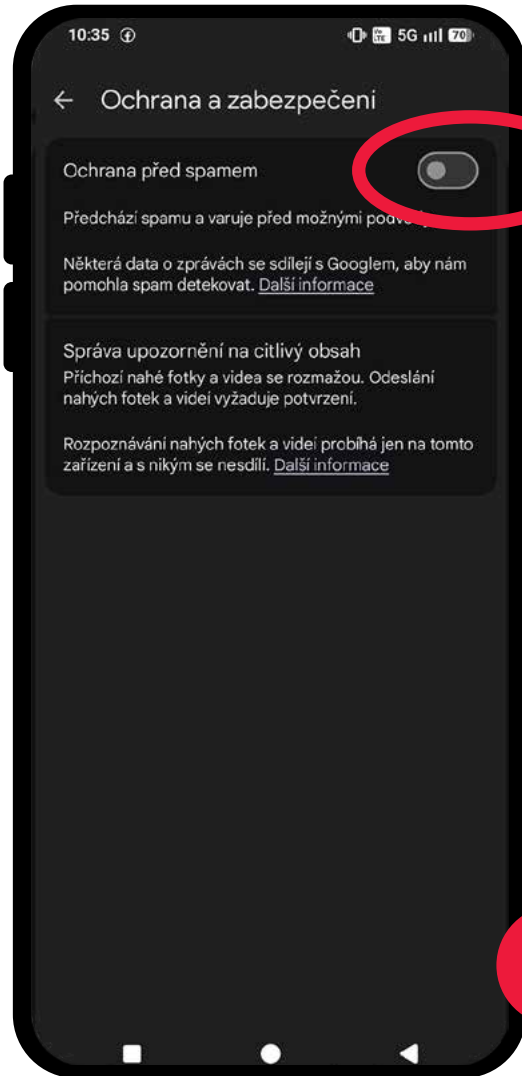 10:35
Vo LTE 5G 70
Ochrana a zabezpečení
Ochrana před spamem
Předchází spamu a varuje před možnými
Některá data o zprávách se sdílejí s Googlem, aby nám
pomohla spam detekovat. Další informace
Správa upozornění na citlivý obsah
Příchozí nahé fotky a videa se rozmažou. Odeslání
nahých fotek a videí vyžaduje potvrzení.
Rozpoznávání nahých fotek a videí probíhá jen na tomto
zařízení a s nikým se nesdílí. Další informace